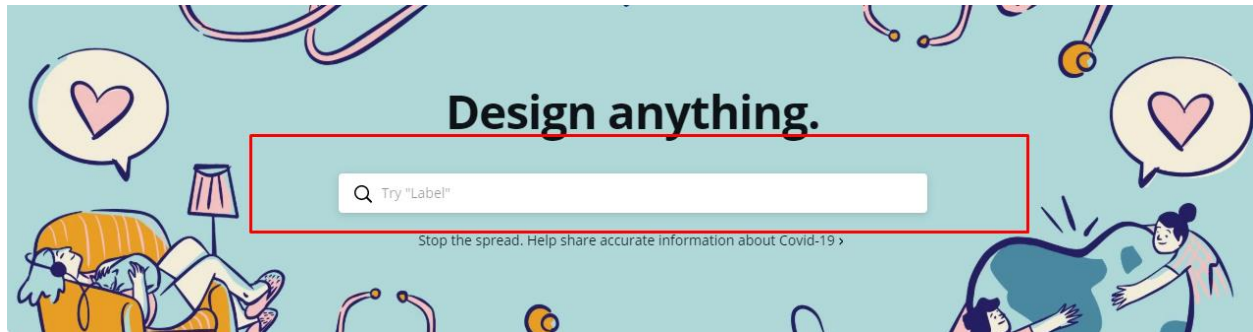 Design anything.
Try "Label"
Stop the spread. Help share accurate information about Covid-19 ›